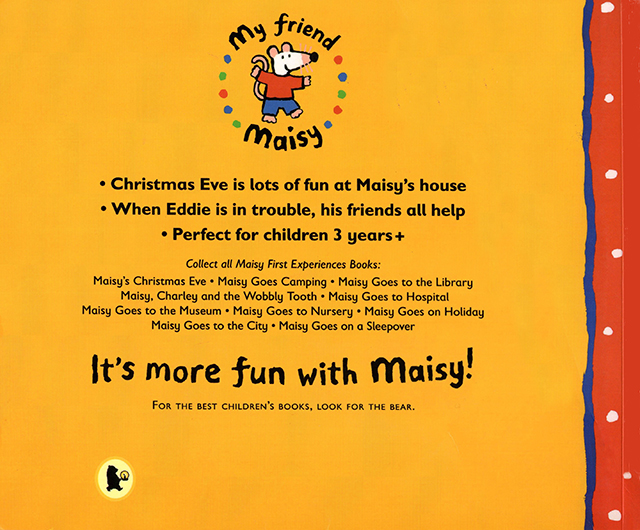 My friend
Maisy
• Christmas Eve is lots of fun at Maisy's house
• When Eddie is in trouble, his friends all help
• Perfect for children 3 years+
Collect all Maisy First Experiences Books:
Maisy's Christmas Eve • Maisy Goes Camping • Maisy Goes to the Library
Maisy, Charley and the Wobbly Tooth • Maisy Goes to Hospital
Maisy Goes to the Museum • Maisy Goes to Nursery • Maisy Goes on Holiday
Maisy Goes to the City • Maisy Goes on a Sleepover
It's more fun with Maisy!
FOR THE BEST CHILDREN'S BOOKS, LOOK FOR THE BEAR.